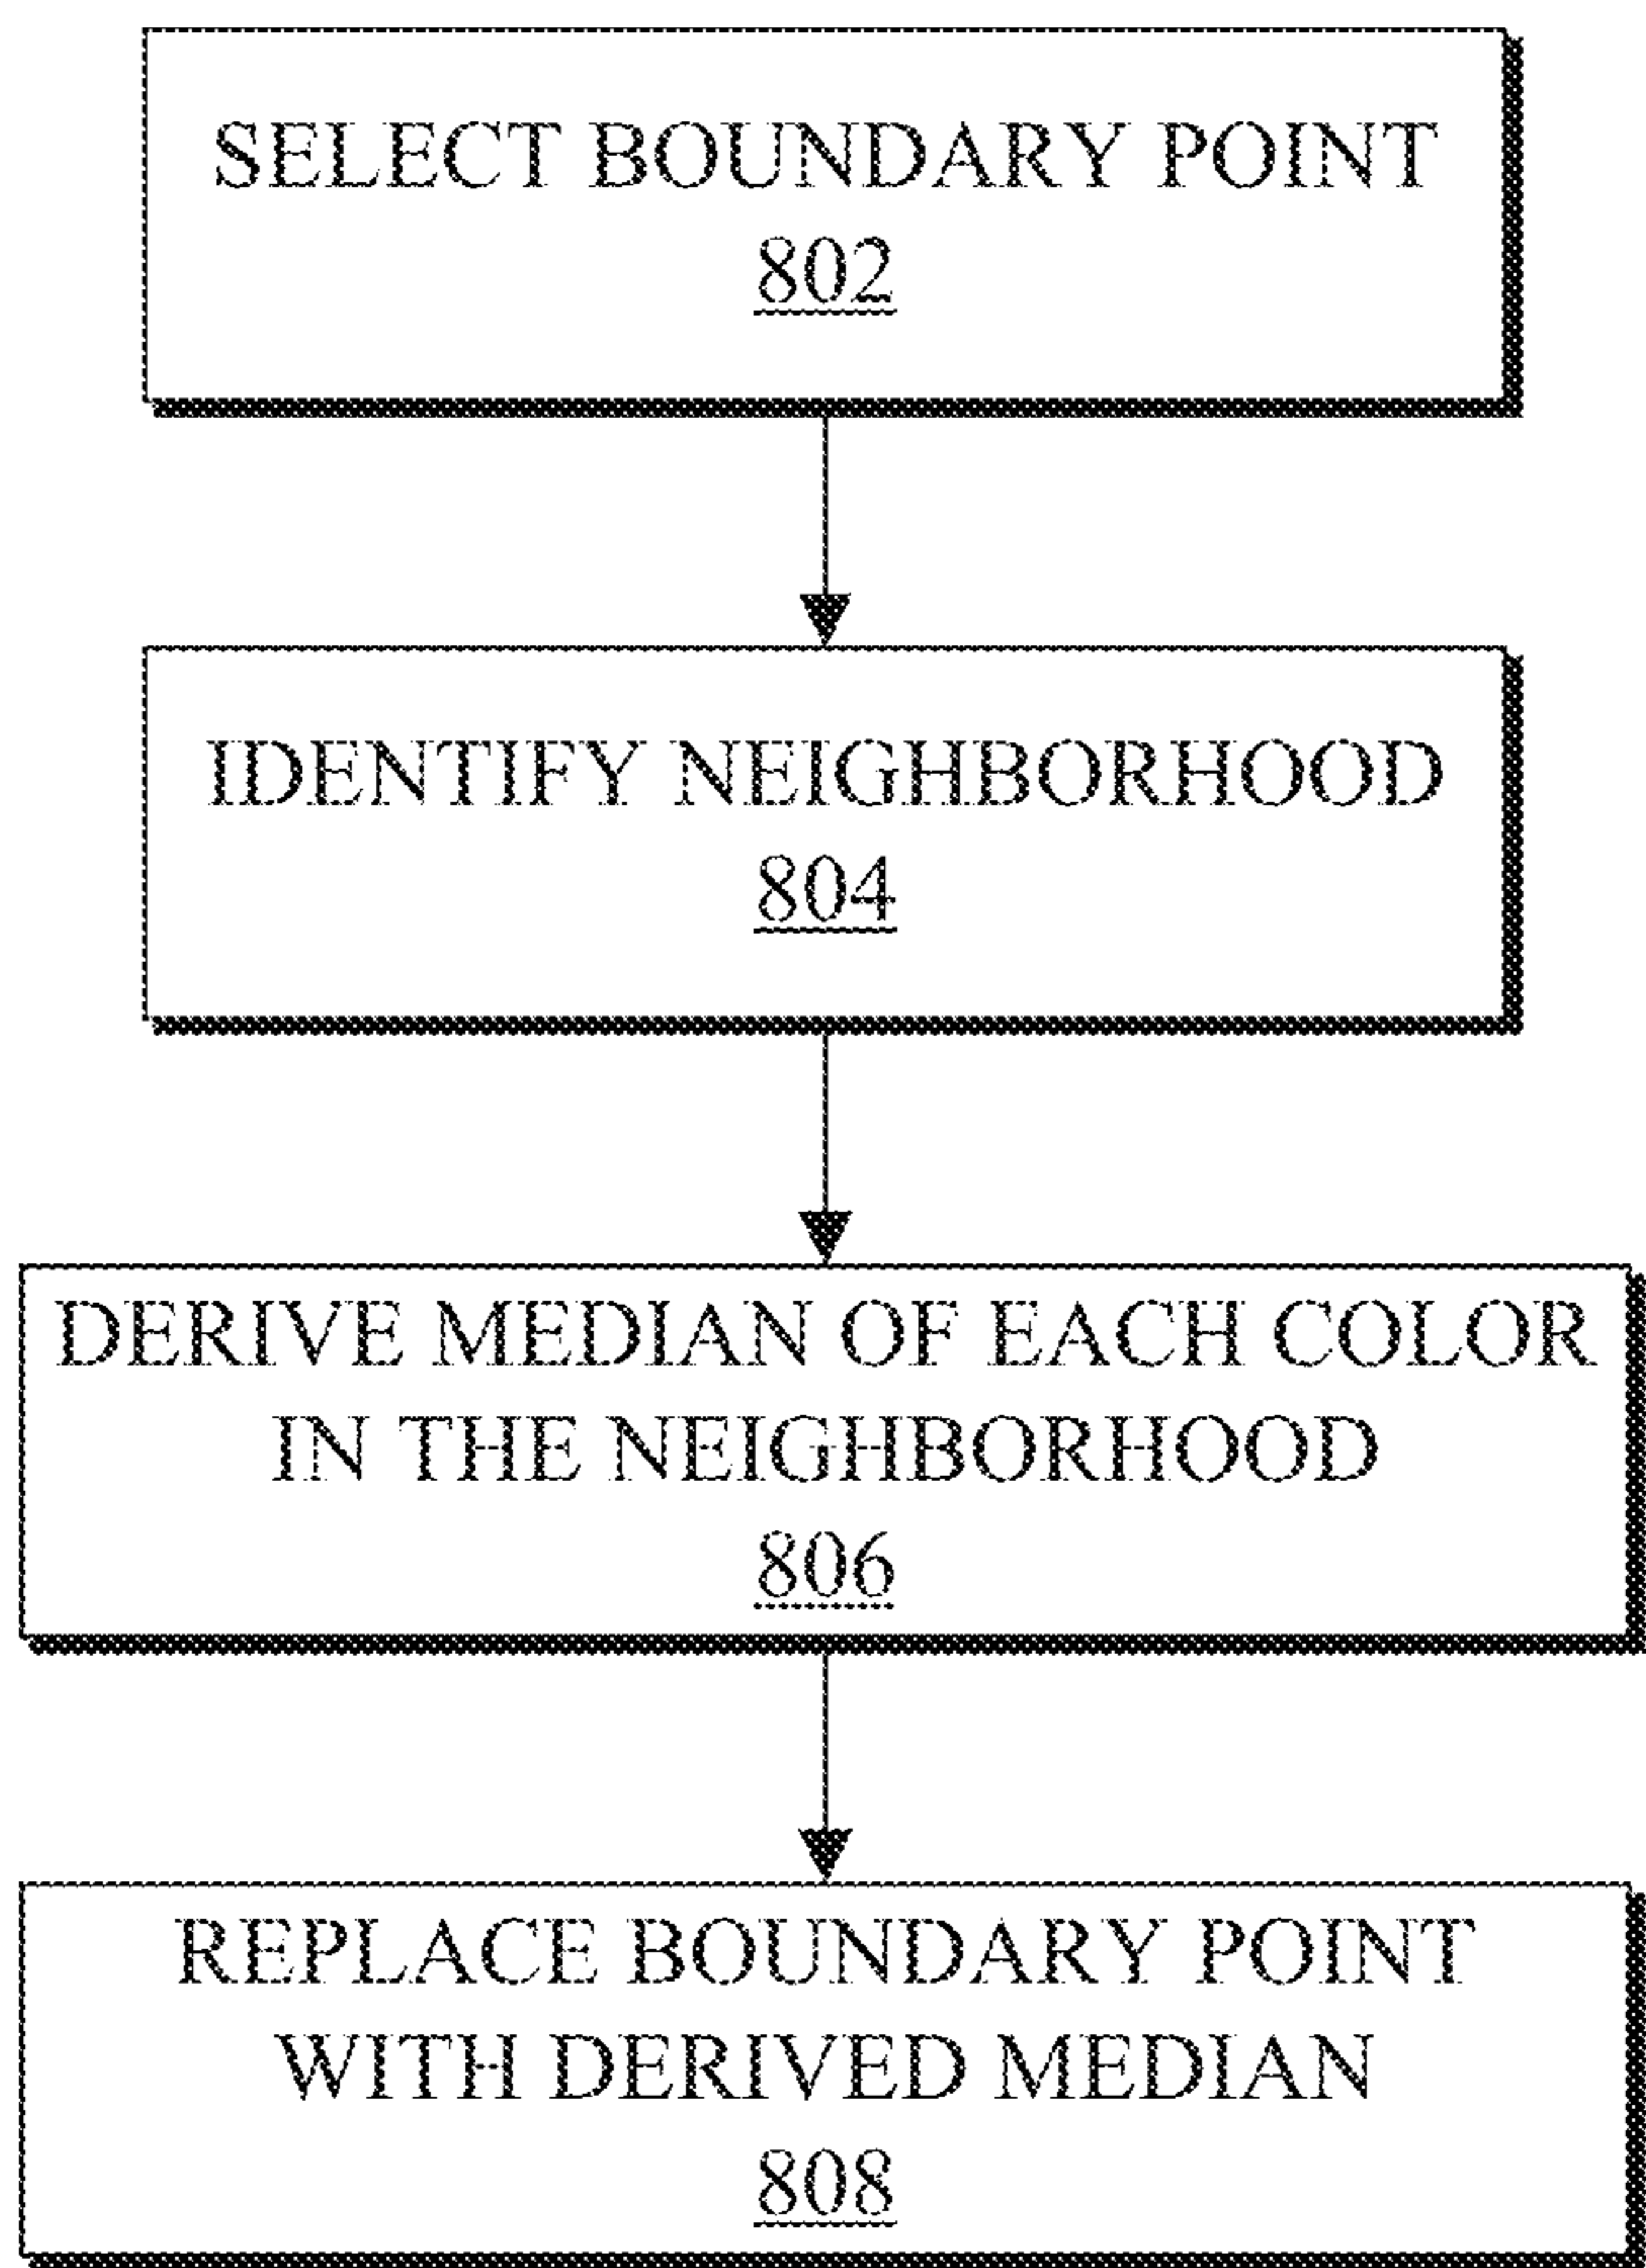 SELECT BOUNDARY POINT
802
IDENTIFY NEIGHBORHOOD
804
DERIVE MEDIAN OF EACH COLOR
IN THE NEIGHBORHOOD
806
REPLACE BOUNDARY POINT
WITH DERIVED MEDIAN
808